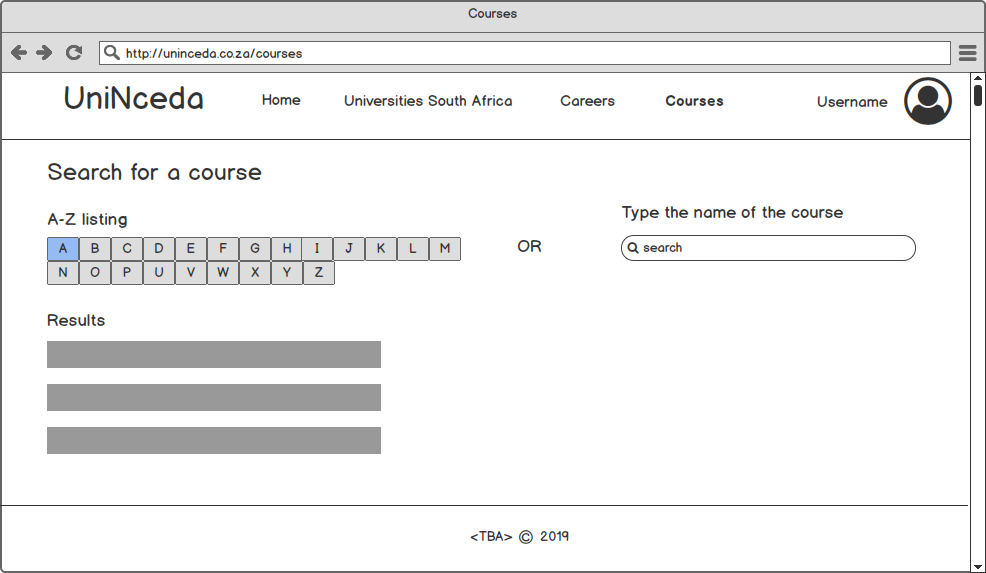 Courses
http://uninceda.co.za/courses
UniNceda Home Universities South Africa Careers Courses Username
Search for a course
A-Z listing
A B C D E F G H I J K L M
N O P U V W X Y Z
OR
Type the name of the course
search
Results
<TBA> © 2019